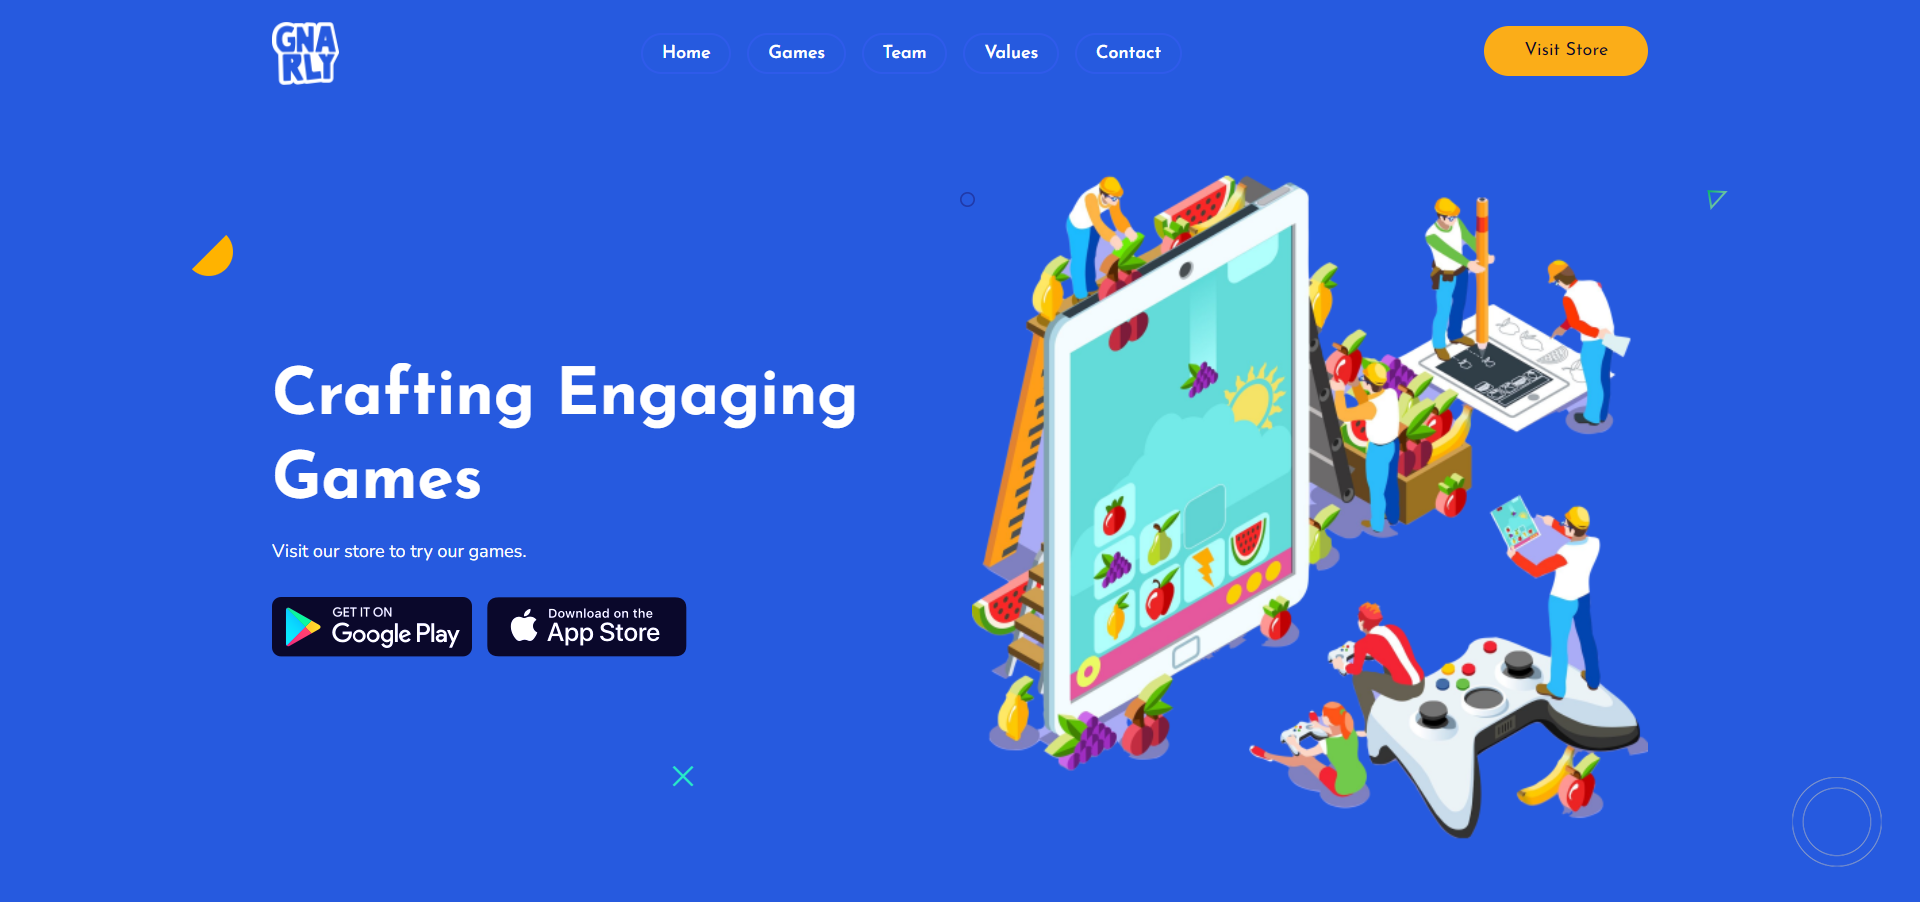 GNA
RLY
Home
Games
Team
Values
Contact
Visit Store
Crafting Engaging
Games
Visit our store to try our games.
GET IT ON
Google Play
Download on the
App Store